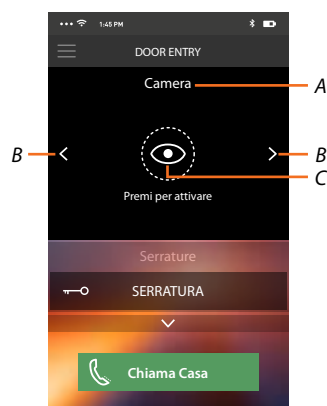 1:45 PM
DOOR ENTRY
Camera
A
B
B
C
Premi per attivare
Serrature
SERRATURA
Chiama Casa